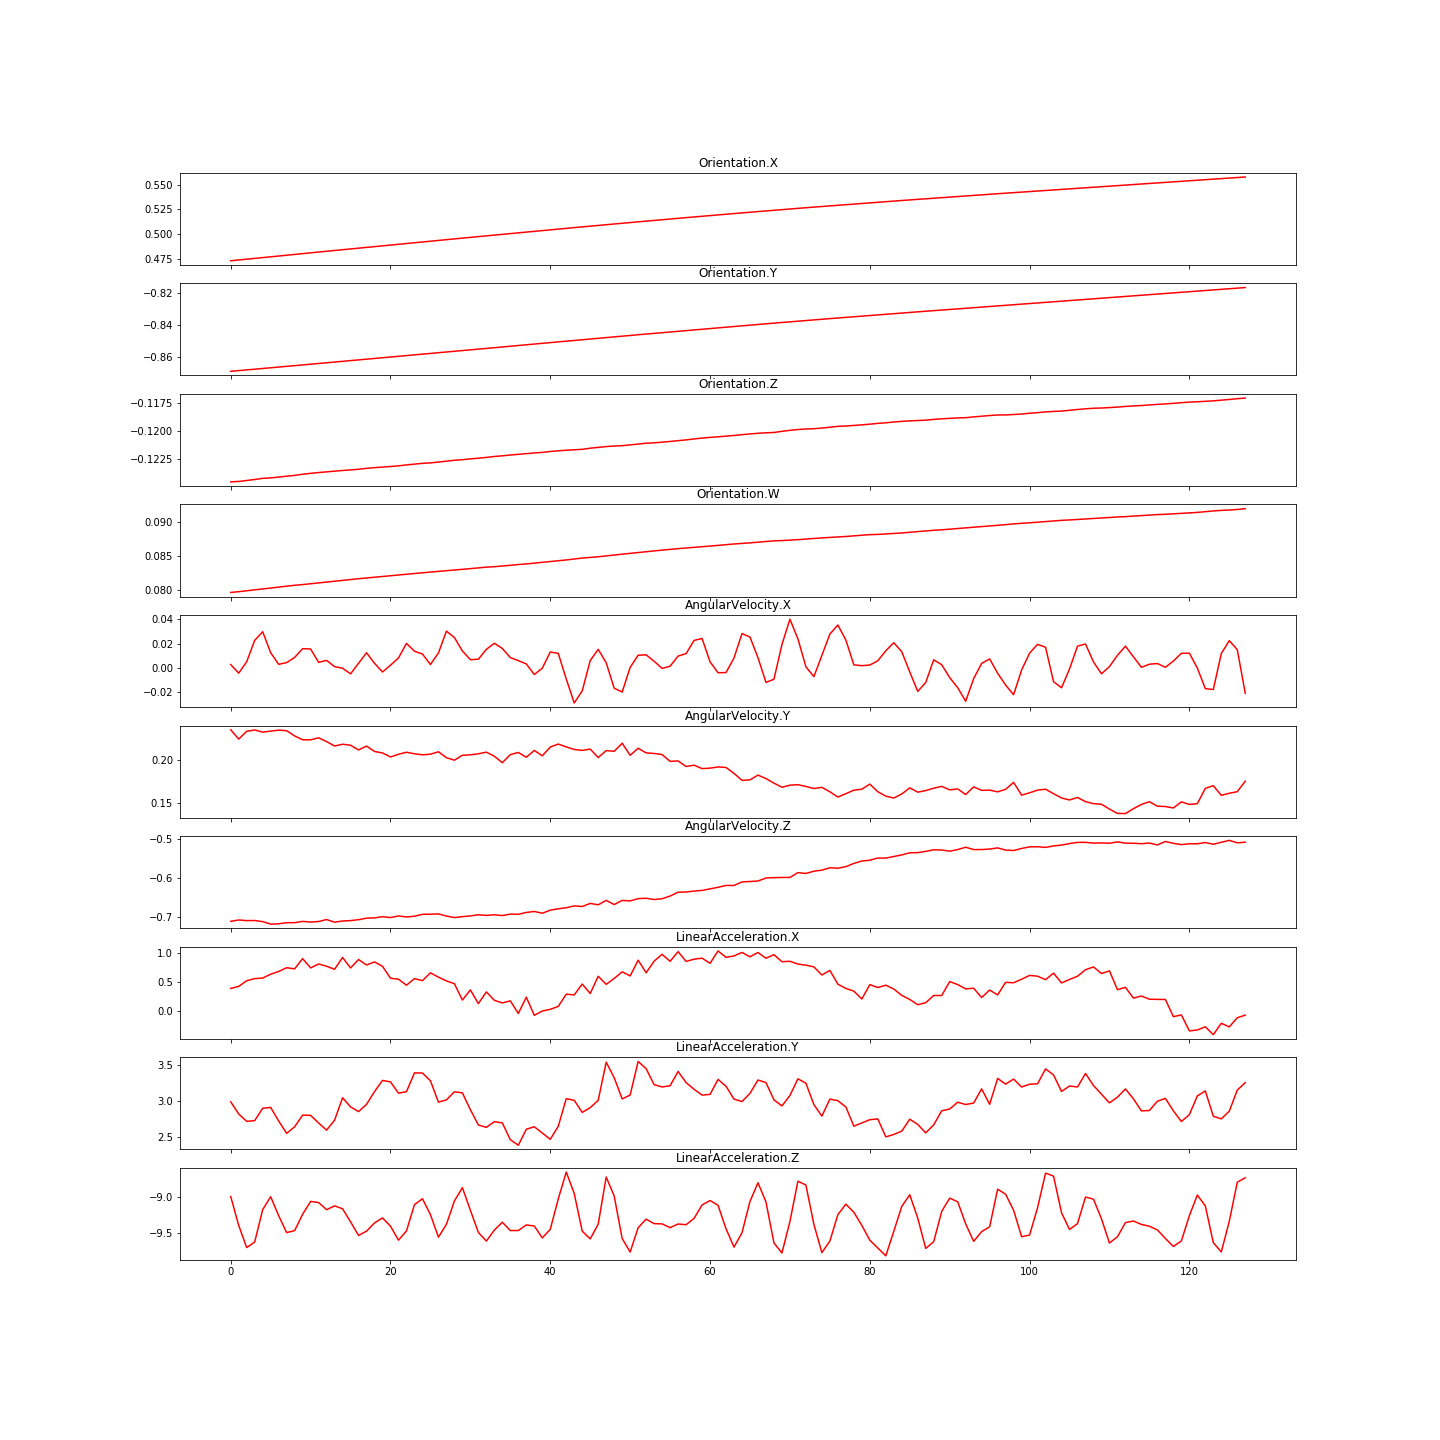 Orientation.X
0.550
0.525
0.500
0.475
Orientation.Y
−0.82
−0.84
−0.86
Orientation.Z
−0.1175
−0.1200
−0.1225
Orientation.W
0.090
0.085
0.080
AngularVelocity.X
0.04
0.02
0.00
−0.02
AngularVelocity.Y
0.20
0.15
AngularVelocity.Z
−0.5
−0.6
−0.7
LinearAcceleration.X
1.0
0.5
0.0
LinearAcceleration.Y
3.5
3.0
2.5
LinearAcceleration.Z
−9.0
−9.5
0 20 40 60 80 100 120